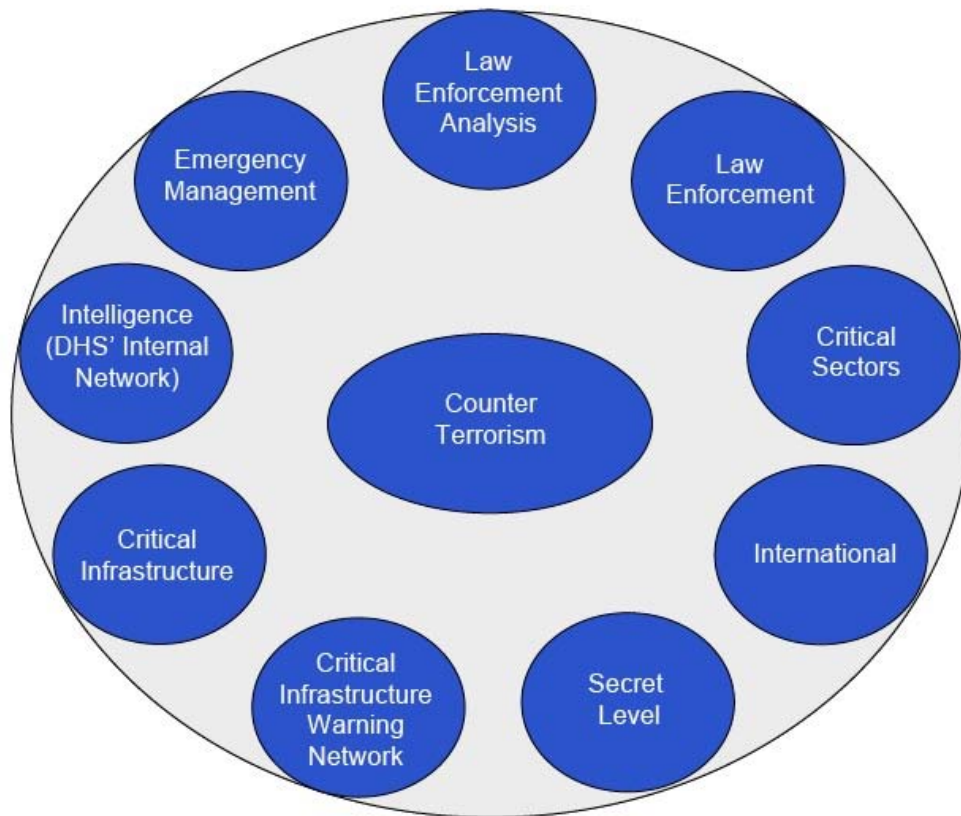 Law
Enforcement
Analysis
Emergency
Management
Law
Enforcement
Intelligence
(DHS’ Internal
Network)
Critical
Sectors
Counter
Terrorism
Critical
Infrastructure
International
Critical
Infrastructure
Warning
Network
Secret
Level